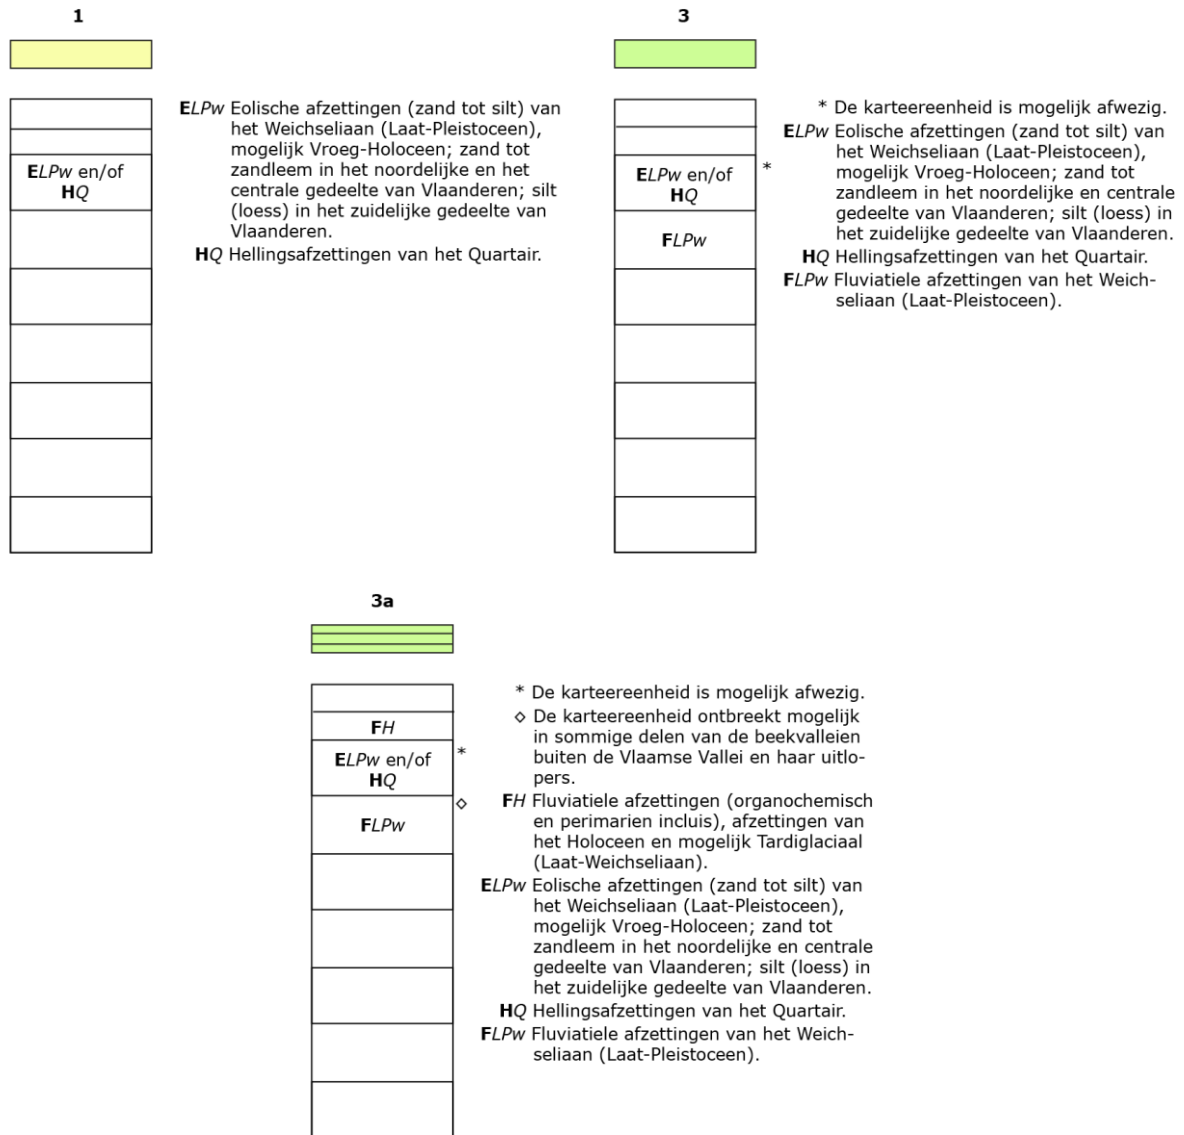 1
ELPw en/of
HQ
ELPw Eolische afzettingen (zand tot silt) van
het Weichseliaan (Laat-Pleistoceen),
mogelijk Vroeg-Holoceen; zand tot
zandleem in het noordelijke en het
centrale gedeelte van Vlaanderen; silt
(loess) in het zuidelijke gedeelte van
Vlaanderen.
HQ Hellingsafzettingen van het Quartair.
3
ELPw en/of
HQ
*
FLPw
* De karteereenheid is mogelijk afwezig.
ELPw Eolische afzettingen (zand tot silt) van
het Weichseliaan (Laat-Pleistoceen),
mogelijk Vroeg-Holoceen; zand tot
zandleem in het noordelijke en centrale
gedeelte van Vlaanderen; silt (loess) in
het zuidelijke gedeelte van Vlaanderen.
HQ Hellingsafzettingen van het Quartair.
FLPw Fluviatiele afzettingen van het Weich-
seliaan (Laat-Pleistoceen).
3a
FH
ELPw en/of
HQ
*
◇
FLPw
* De karteereenheid is mogelijk afwezig.
◇ De karteereenheid ontbreekt mogelijk
in sommige delen van de beekvalleien
buiten de Vlaamse Vallei en haar uitlo-
pers.
FH Fluviatiele afzettingen (organochemisch
en perimarien incluis), afzettingen van
het Holoceen en mogelijk Tardiglaciaal
(Laat-Weichseliaan).
ELPw Eolische afzettingen (zand tot silt) van
het Weichseliaan (Laat-Pleistoceen),
mogelijk Vroeg-Holoceen; zand tot
zandleem in het noordelijke en centrale
gedeelte van Vlaanderen; silt (loess) in
het zuidelijke gedeelte van Vlaanderen.
HQ Hellingsafzettingen van het Quartair.
FLPw Fluviatiele afzettingen van het Weich-
seliaan (Laat-Pleistoceen).